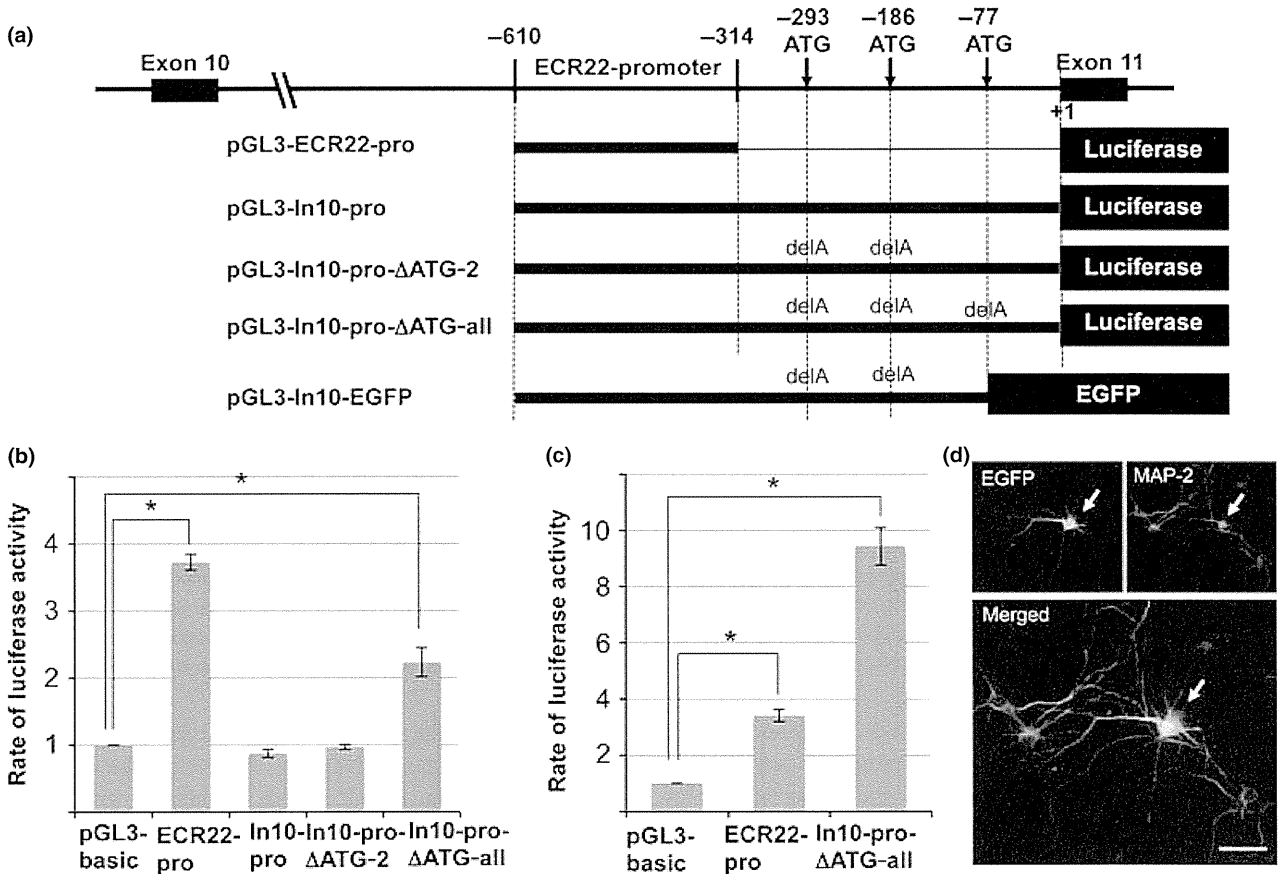 (a)
–610
–314
–293 ATG
–186 ATG
–77 ATG
Exon 10
ECR22-promoter
Exon 11
+1
pGL3-ECR22-pro
Luciferase
pGL3-In10-pro
Luciferase
delA delA
pGL3-In10-pro-ΔATG-2
Luciferase
delA delA delA
pGL3-In10-pro-ΔATG-all
Luciferase
delA delA
pGL3-In10-EGFP
EGFP
(b)
Rate of luciferase activity
4
3
2
1
*
*
pGL3-basic
ECR22-pro
In10-pro
In10-pro-ΔATG-2
In10-pro-ΔATG-all
(c)
Rate of luciferase activity
10
8
6
4
2
*
*
pGL3-basic
ECR22-pro
In10-pro-ΔATG-all
(d)
EGFP
MAP-2
Merged